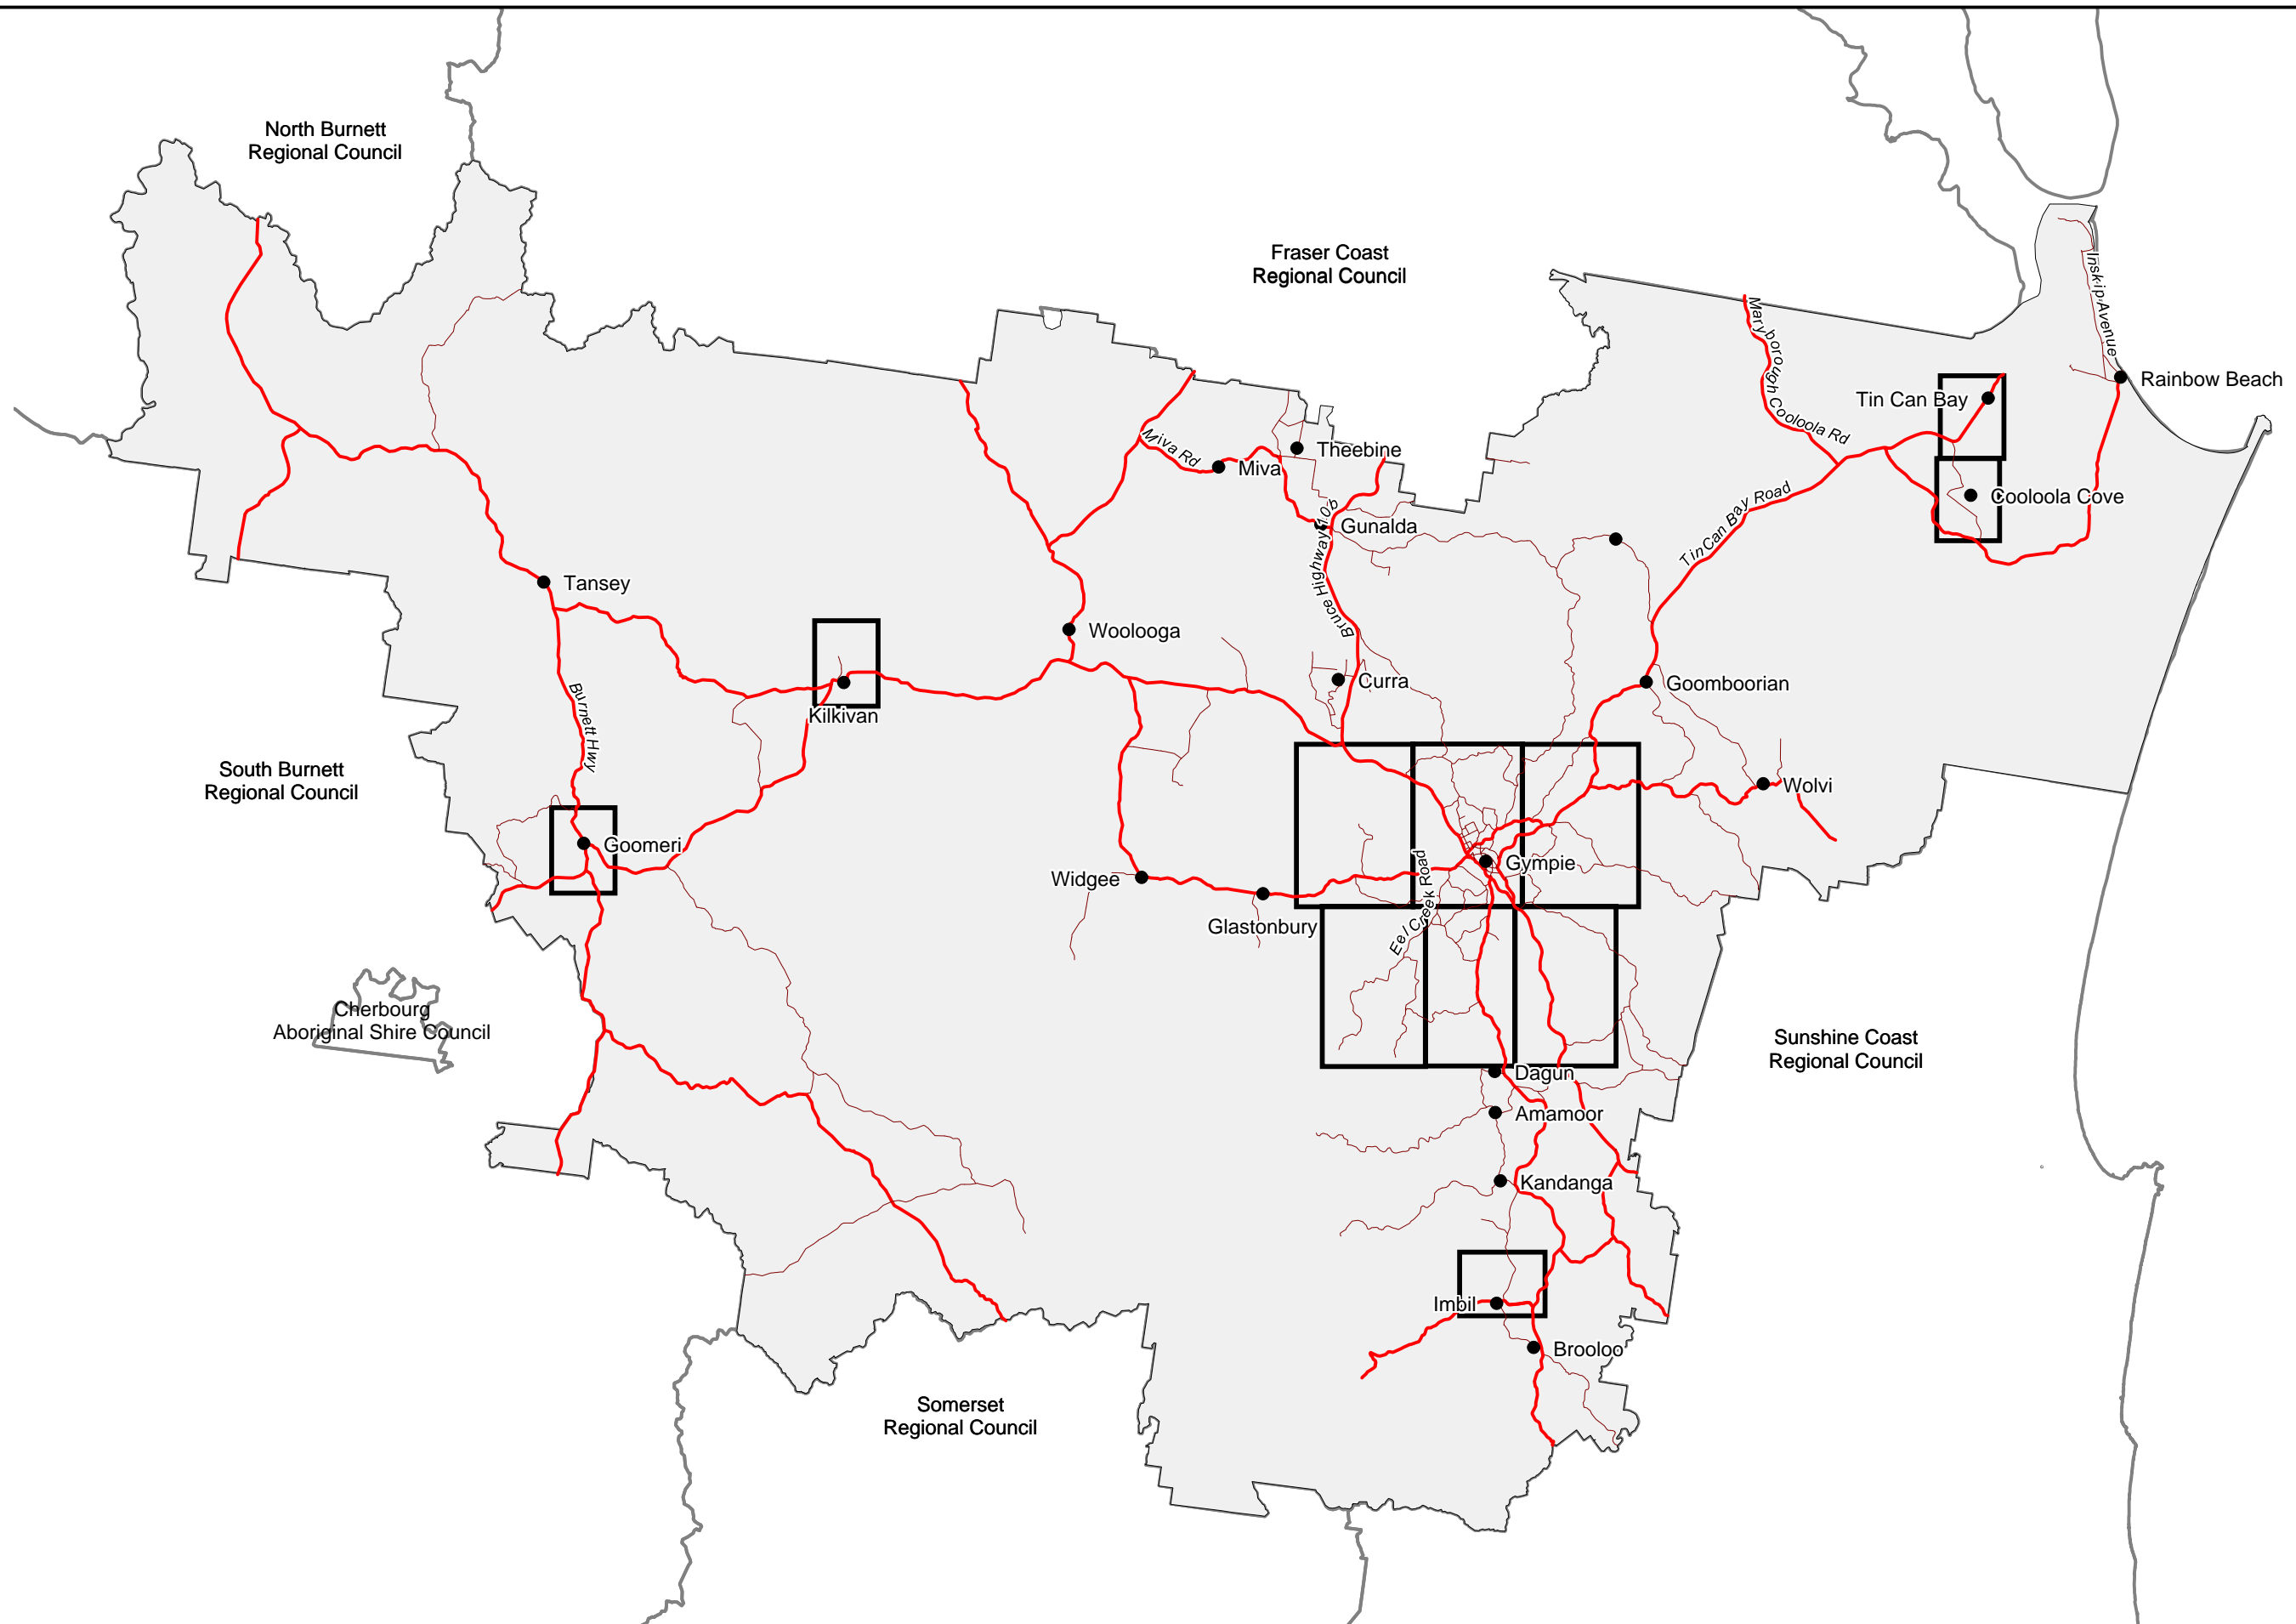 North Burnett
Regional Council
Fraser Coast
Regional Council
Inskip Avenue
Maryborough Cooloola Rd
Rainbow Beach
Tin Can Bay
Miva Rd
Theebine
Miva
Cooloola Cove
Tin Can Bay Road
Bruce Highway 10b
Gunalda
Tansey
Woolooga
Curra
Goomboorian
Burnett Hwy
Kilkivan
South Burnett
Regional Council
Wolvi
Goomeri
Eel Creek Road
Gympie
Widgee
Glastonbury
Cherbourg
Aboriginal Shire Council
Sunshine Coast
Regional Council
Dagun
Amamoor
Kandanga
Imbil
Brooloo
Somerset
Regional Council